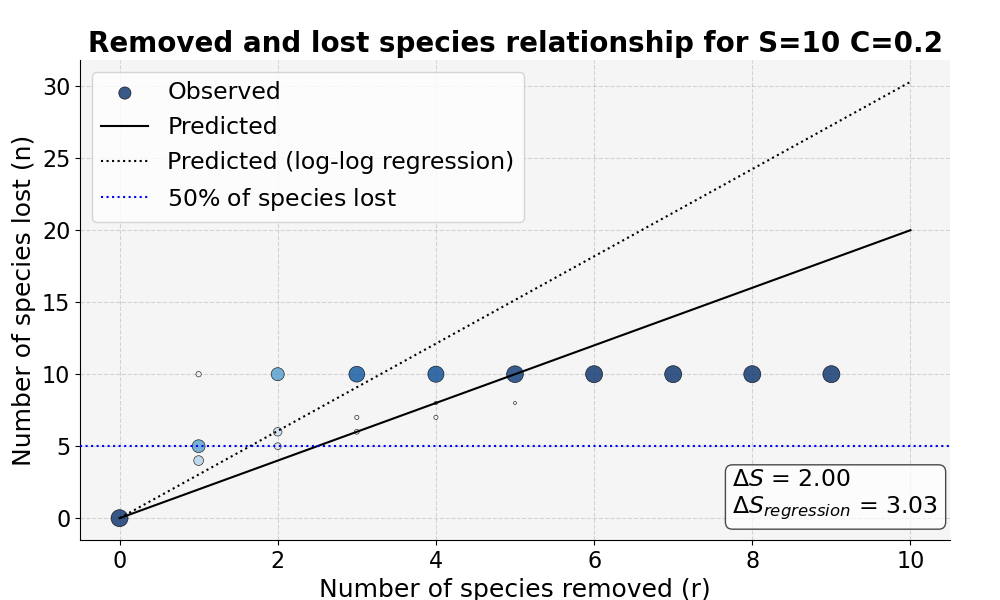 Removed and lost species relationship for S=10 C=0.2
Number of species lost (n)
30
25
20
15
10
5
0
Observed
Predicted
Predicted (log-log regression)
50% of species lost
ΔS = 2.00
ΔS_regression = 3.03
0 2 4 6 8 10
Number of species removed (r)